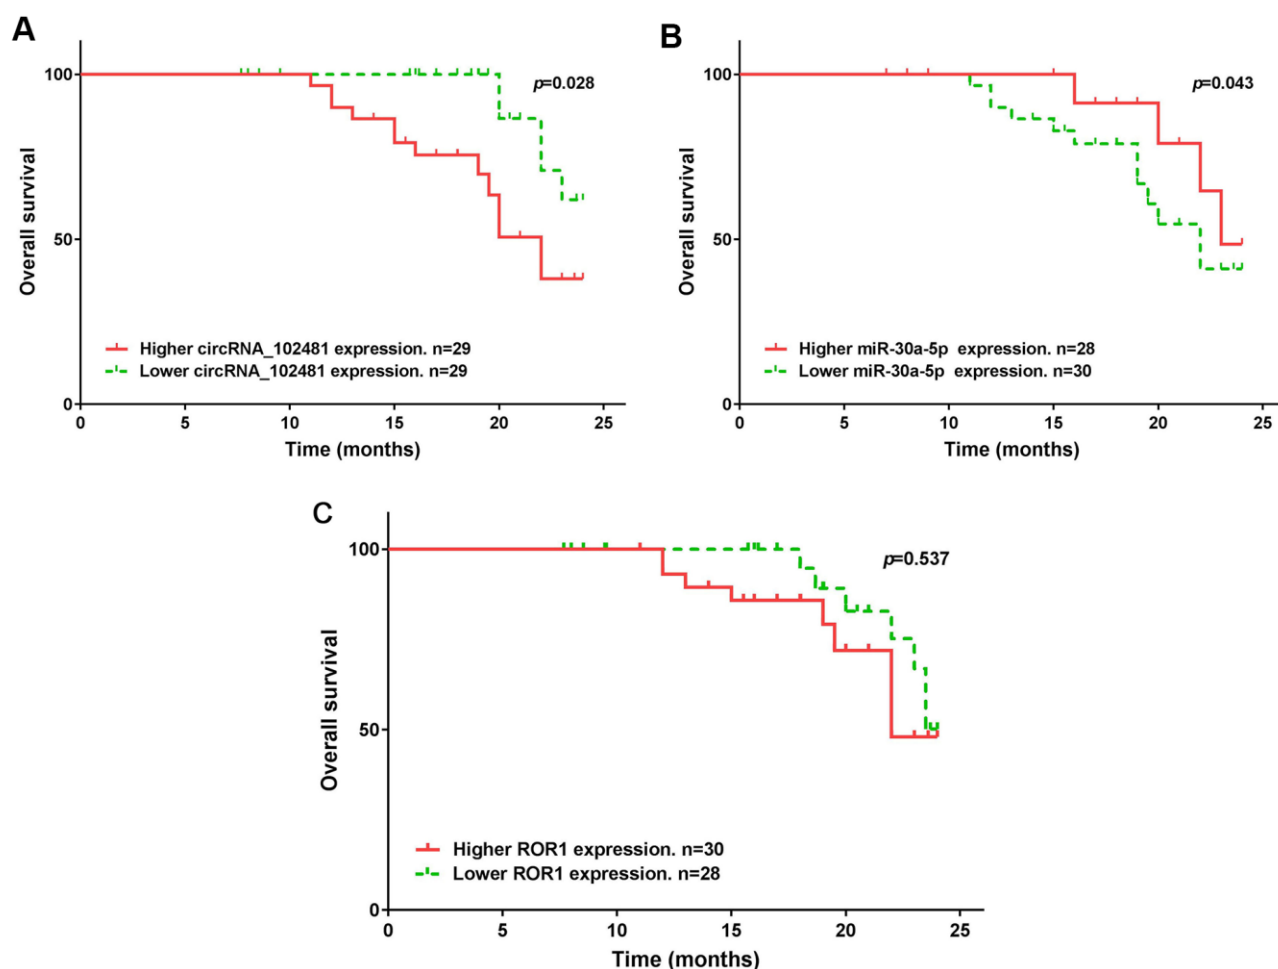 A
100
50
0
Overall survival
p=0.028
Higher circRNA_102481 expression. n=29
Lower circRNA_102481 expression. n=29
0 5 10 15 20 25
Time (months)
B
100
50
0
Overall survival
p=0.043
Higher miR-30a-5p expression. n=28
Lower miR-30a-5p expression. n=30
0 5 10 15 20 25
Time (months)
C
100
50
0
Overall survival
p=0.537
Higher ROR1 expression. n=30
Lower ROR1 expression. n=28
0 5 10 15 20 25
Time (months)